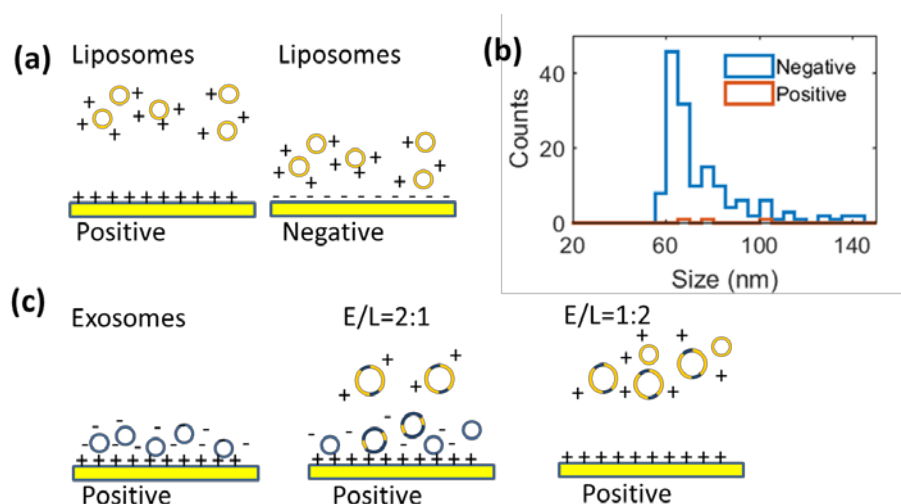 (a)
Liposomes
Liposomes
+ + + + + + + + + +
- - - - - - - - - - - - -
Positive
Negative
(b)
Counts
40
20
0
Negative
Positive
20
60
100
140
Size (nm)
(c)
Exosomes
E/L=2:1
E/L=1:2
+ + + + + + + + + +
+ + + + + + + + + +
+ + + + + + + + + +
Positive
Positive
Positive